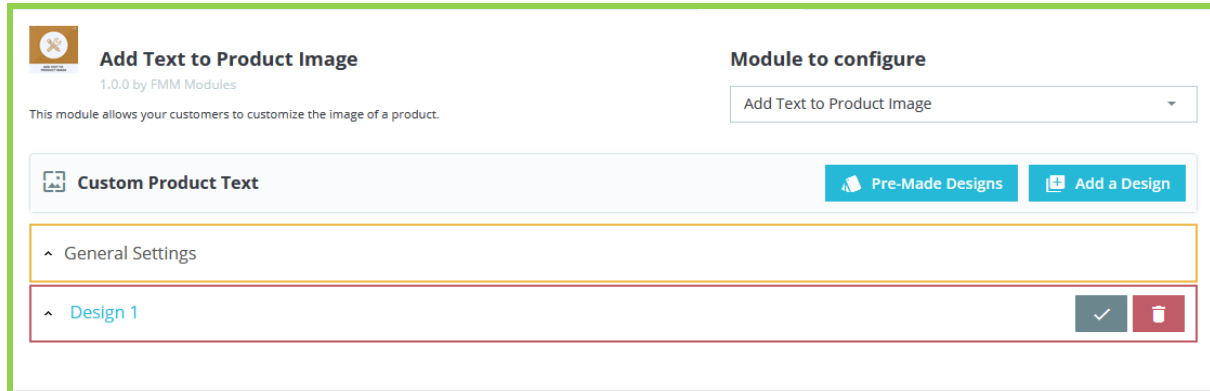 Add Text to Product Image
1.0.0 by FMM Modules
This module allows your customers to customize the image of a product.
Module to configure
Add Text to Product Image
Custom Product Text
Pre-Made Designs
Add a Design
General Settings
Design 1